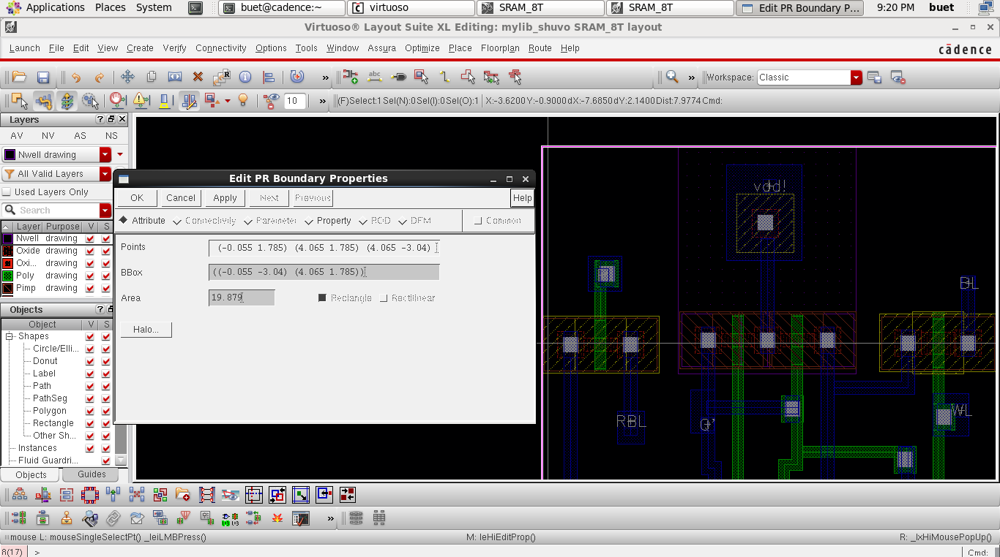 Applications Places System buet@cadence:~ virtuoso SRAM_8T SRAM_8T Edit PR Boundary P... 9:20 PM buet
Virtuoso® Layout Suite XL Editing: mylib_shuvo SRAM_8T layout
Launch File Edit View Create Verify Connectivity Options Tools Window Assura Optimize Place Floorplan Route Help
cādence
» » Workspace: Classic »
10 » (F)Select:1 Sel(N):0 Sel(I):0 Sel(O):1 X:-3.6200 Y:-0.9000 dX:-7.6850 dY:2.1400 Dist:7.9774 Cmd:
Layers
AV NV AS NS
Nwell drawing
All Valid Layers
Used Layers Only
Search
Layer Purpose V S
Nwell drawing
Oxide drawing
Oxi... drawing
Poly drawing
Pimp drawing
Objects
Object V S
Shapes
Circle/Elli...
Donut
Label
Path
PathSeg
Polygon
Rectangle
Other Sh...
Instances
Fluid Guardri...
Objects Guides
Edit PR Boundary Properties
OK Cancel Apply Next Previous Help
Attribute Connectivity Parameter Property ROD DFM Common
Points (-0.055 1.785) (4.065 1.785) (4.065 -3.04)
BBox ((-0.055 -3.04) (4.065 1.785))
Area 19.879 Rectangle Rectilinear
Halo...
vdd!
BL
RBL
Q'
WL
»
mouse L: mouseSingleSelectPt() _leiLMBPress() M: leHiEditProp() R: _lxHiMousePopUp()
8(17) > Cmd: